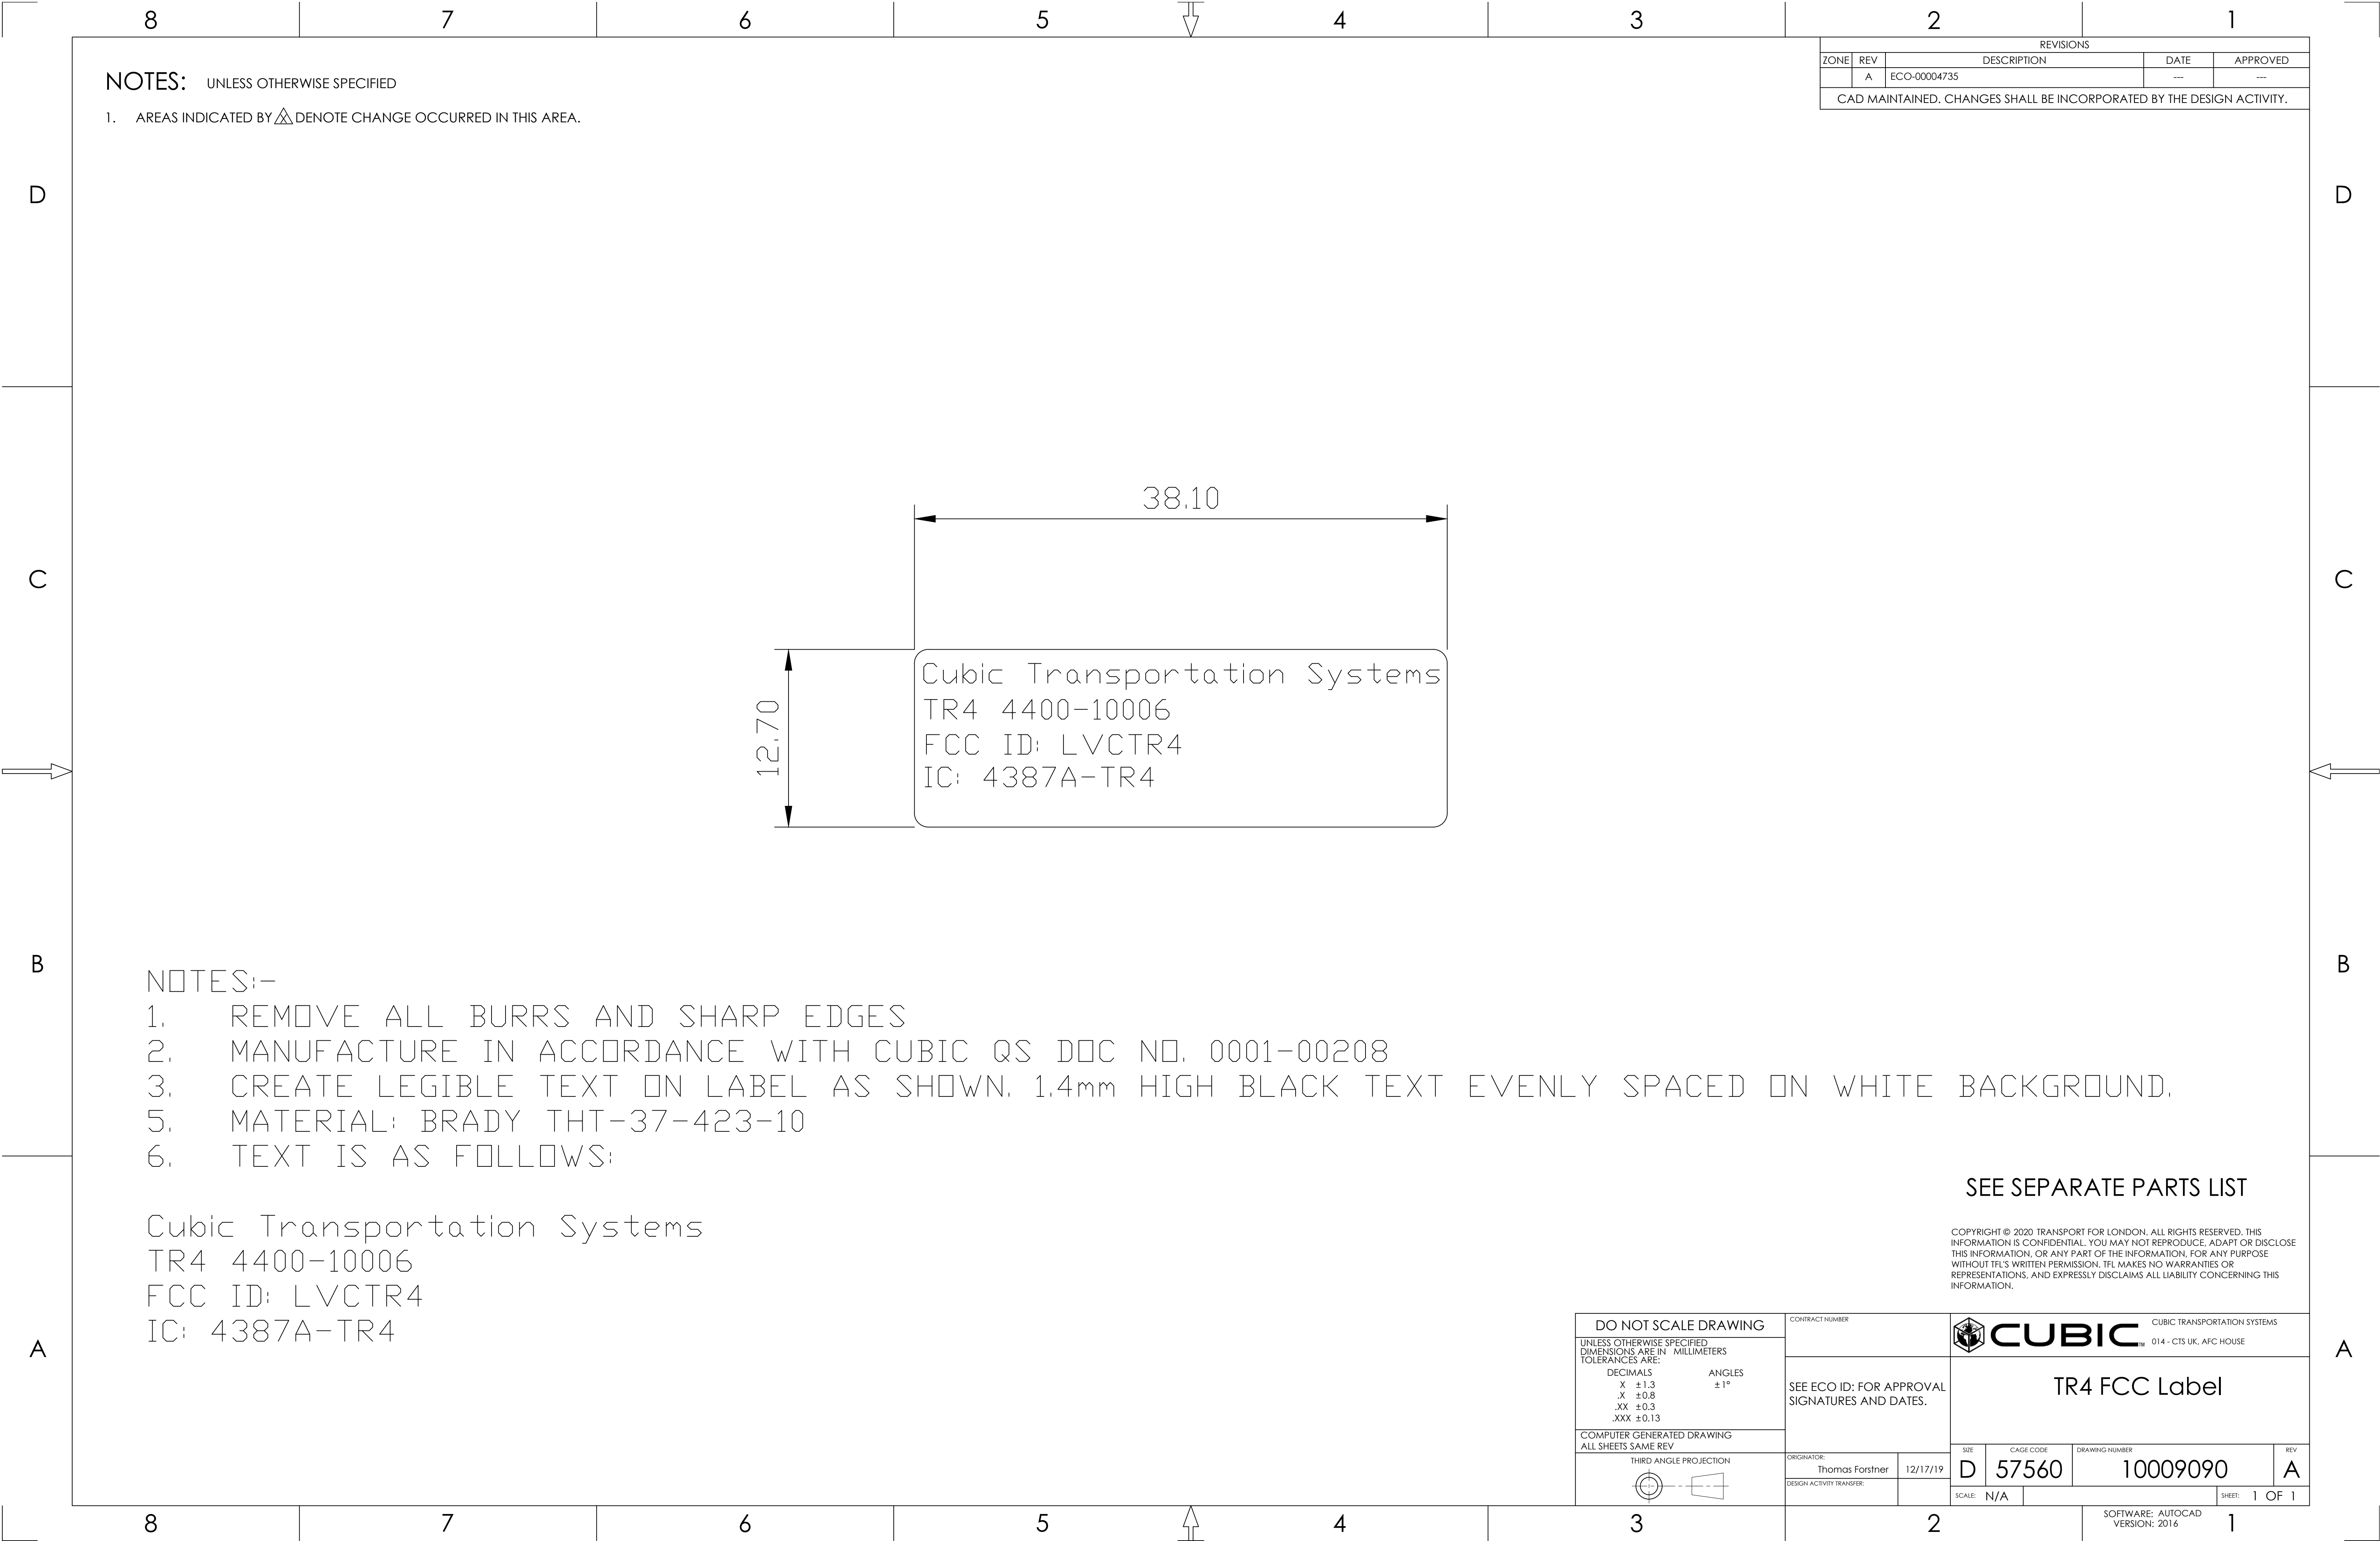 8 7 6 5 4 3 2 1
REVISIONS
ZONE REV DESCRIPTION DATE APPROVED
A ECO-00004735 --- ---
CAD MAINTAINED. CHANGES SHALL BE INCORPORATED BY THE DESIGN ACTIVITY.
NOTES: UNLESS OTHERWISE SPECIFIED
1. AREAS INDICATED BY X DENOTE CHANGE OCCURRED IN THIS AREA.
D D
C C
38.10
12.70
Cubic Transportation Systems
TR4 4400-10006
FCC ID: LVCTR4
IC: 4387A-TR4
B B
NOTES:-
1. REMOVE ALL BURRS AND SHARP EDGES
2. MANUFACTURE IN ACCORDANCE WITH CUBIC QS DOC NO. 0001-00208
3. CREATE LEGIBLE TEXT ON LABEL AS SHOWN. 1.4mm HIGH BLACK TEXT EVENLY SPACED ON WHITE BACKGROUND.
5. MATERIAL: BRADY THT-37-423-10
6. TEXT IS AS FOLLOWS:
Cubic Transportation Systems
TR4 4400-10006
FCC ID: LVCTR4
IC: 4387A-TR4
A A
SEE SEPARATE PARTS LIST
COPYRIGHT © 2020 TRANSPORT FOR LONDON. ALL RIGHTS RESERVED. THIS
INFORMATION IS CONFIDENTIAL. YOU MAY NOT REPRODUCE, ADAPT OR DISCLOSE
THIS INFORMATION, OR ANY PART OF THE INFORMATION, FOR ANY PURPOSE
WITHOUT TFL'S WRITTEN PERMISSION. TFL MAKES NO WARRANTIES OR
REPRESENTATIONS, AND EXPRESSLY DISCLAIMS ALL LIABILITY CONCERNING THIS
INFORMATION.
DO NOT SCALE DRAWING
UNLESS OTHERWISE SPECIFIED
DIMENSIONS ARE IN MILLIMETERS
TOLERANCES ARE:
DECIMALS ANGLES
X ±1.3 ±1°
.X ±0.8
.XX ±0.3
.XXX ±0.13
COMPUTER GENERATED DRAWING
ALL SHEETS SAME REV
THIRD ANGLE PROJECTION
CONTRACT NUMBER
SEE ECO ID: FOR APPROVAL
SIGNATURES AND DATES.
ORIGINATOR:
Thomas Forstner 12/17/19
DESIGN ACTIVITY TRANSFER:
CUBIC TM
CUBIC TRANSPORTATION SYSTEMS
014 - CTS UK, AFC HOUSE
TR4 FCC Label
SIZE CAGE CODE DRAWING NUMBER REV
D 57560 10009090 A
SCALE: N/A SHEET: 1 OF 1
SOFTWARE: AUTOCAD
VERSION: 2016
8 7 6 5 4 3 2 1